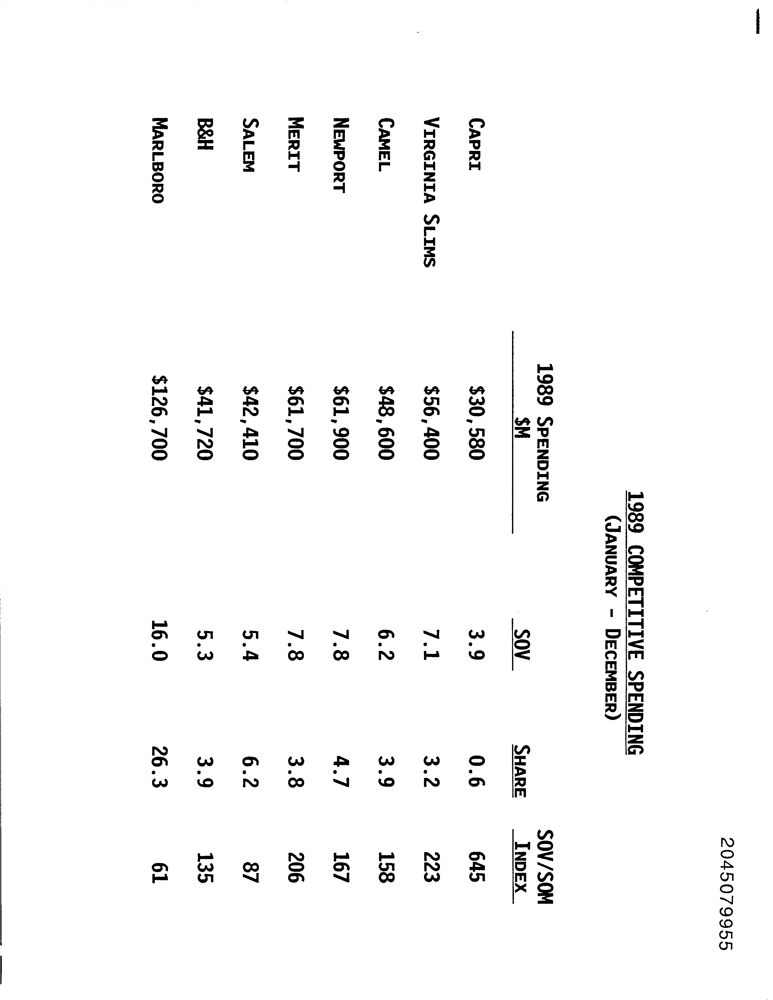 1989 COMPETITIVE SPENDING
(JANUARY - DECEMBER)
1989 SPENDING SOV/SOM
$M SOV SHARE INDEX
CAPRI $30,580 3.9 0.6 645
VIRGINIA SLIMS $56,400 7.1 3.2 223
CAMEL $48,600 6.2 3.9 158
NEWPORT $61,900 7.8 4.7 167
MERIT $61,700 7.8 3.8 206
SALEM $42,410 5.4 6.2 87
B&H $41,720 5.3 3.9 135
MARLBORO $126,700 16.0 26.3 61
2045079955